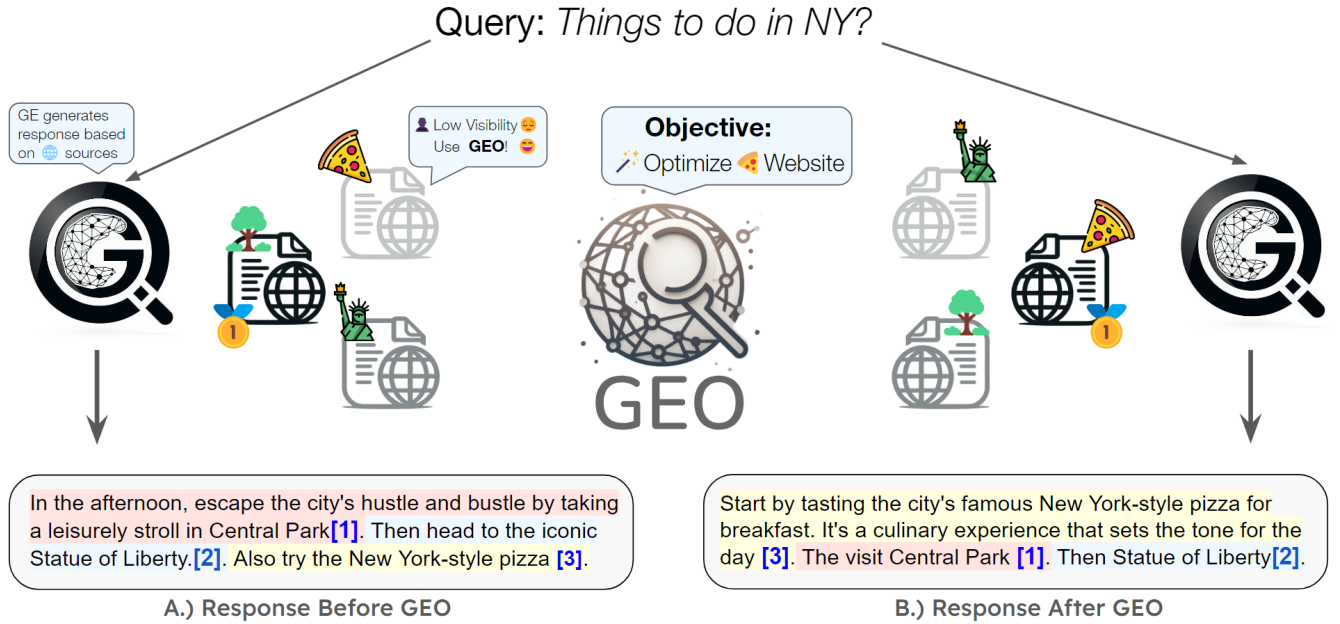 Query: Things to do in NY?
GE generates
response based
on 🌐 sources
👤 Low Visibility 😔
Use GEO! 😄
Objective:
🪄 Optimize 🍕 Website
G
G
1
1
GEO
In the afternoon, escape the city's hustle and bustle by taking
a leisurely stroll in Central Park[1]. Then head to the iconic
Statue of Liberty.[2]. Also try the New York-style pizza [3].
A.) Response Before GEO
Start by tasting the city's famous New York-style pizza for
breakfast. It's a culinary experience that sets the tone for the
day [3]. The visit Central Park [1]. Then Statue of Liberty[2].
B.) Response After GEO